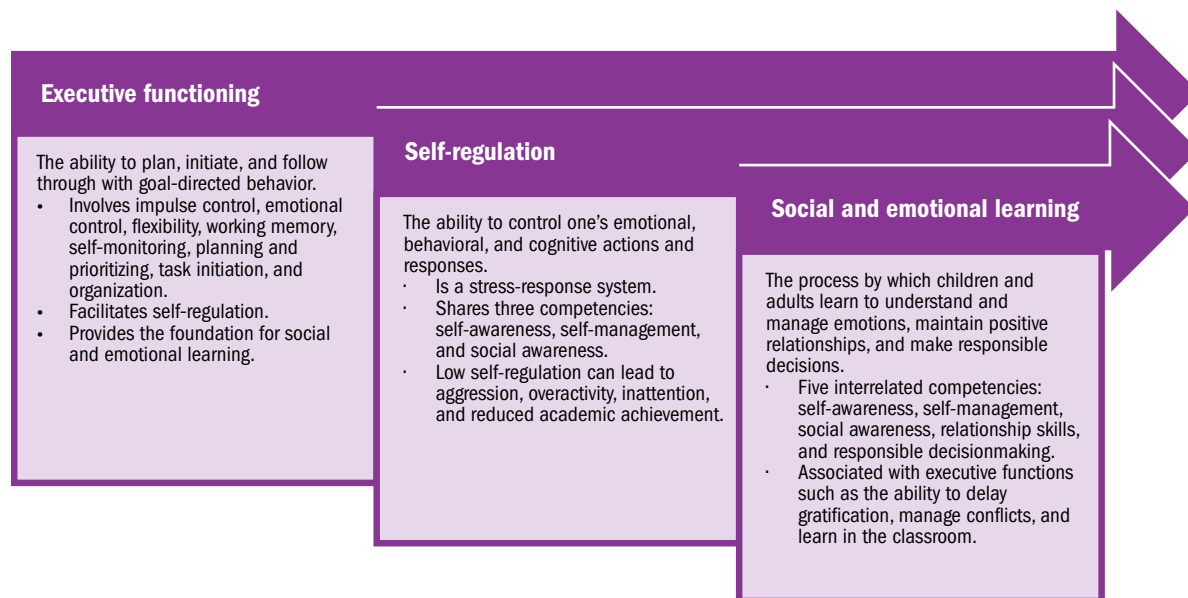 Executive functioning
The ability to plan, initiate, and follow
through with goal-directed behavior.
• Involves impulse control, emotional
control, flexibility, working memory,
self-monitoring, planning and
prioritizing, task initiation, and
organization.
• Facilitates self-regulation.
• Provides the foundation for social
and emotional learning.
Self-regulation
The ability to control one’s emotional,
behavioral, and cognitive actions and
responses.
· Is a stress-response system.
· Shares three competencies:
self-awareness, self-management,
and social awareness.
· Low self-regulation can lead to
aggression, overactivity, inattention,
and reduced academic achievement.
Social and emotional learning
The process by which children and
adults learn to understand and
manage emotions, maintain positive
relationships, and make responsible
decisions.
· Five interrelated competencies:
self-awareness, self-management,
social awareness, relationship skills,
and responsible decisionmaking.
· Associated with executive functions
such as the ability to delay
gratification, manage conflicts, and
learn in the classroom.